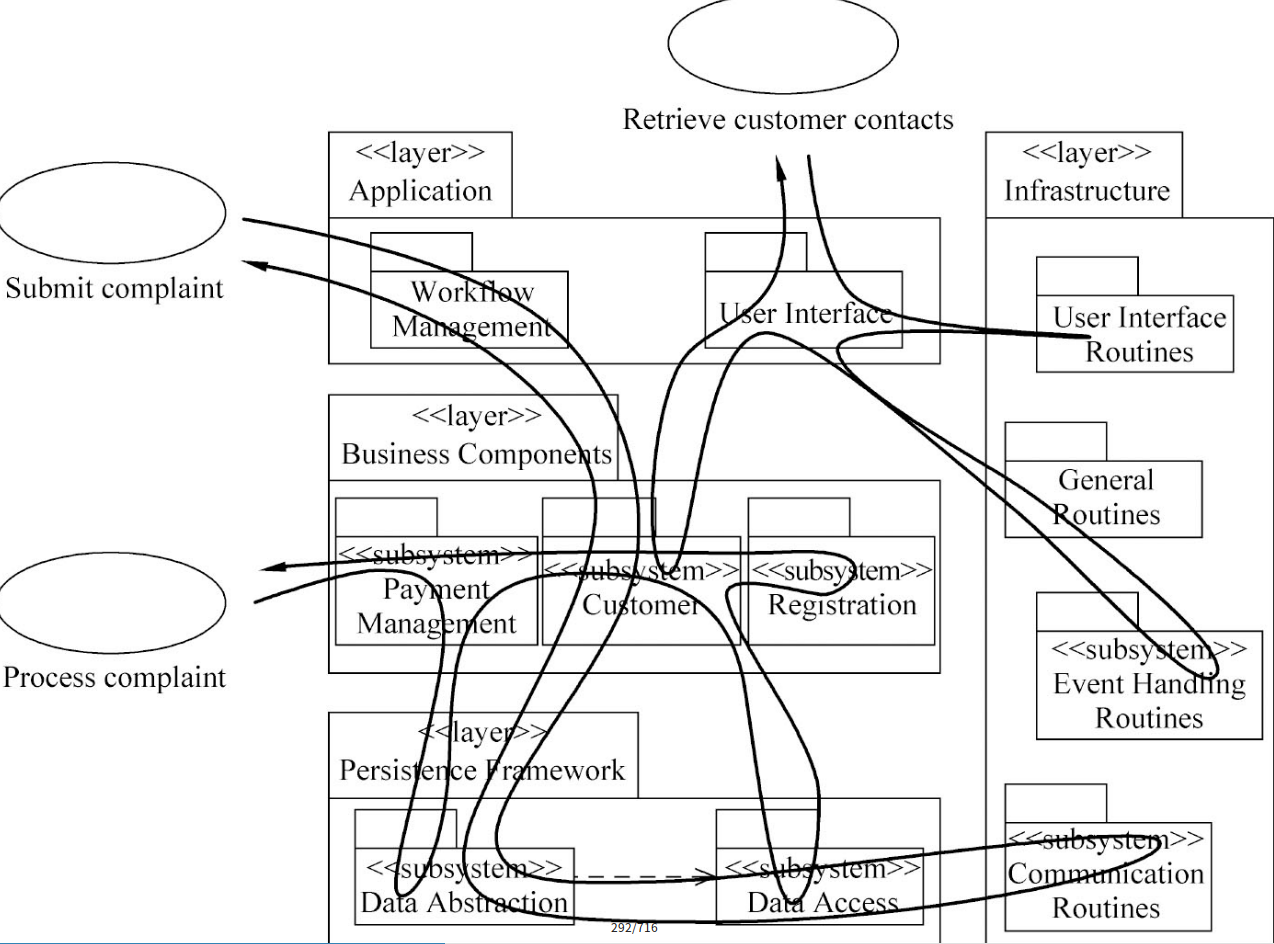 Retrieve customer contacts
<<layer>>
Application
<<layer>>
Infrastructure
Submit complaint
Workflow
Management
User Interface
User Interface
Routines
<<layer>>
Business Components
General
Routines
<<subsystem>>
Payment
Management
<<subsystem>>
Customer
<<subsystem>>
Registration
Process complaint
<<subsystem>>
Event Handling
Routines
<<layer>>
Persistence Framework
<<subsystem>>
Data Abstraction
<<subsystem>>
Data Access
<<subsystem>>
Communication
Routines
292/716